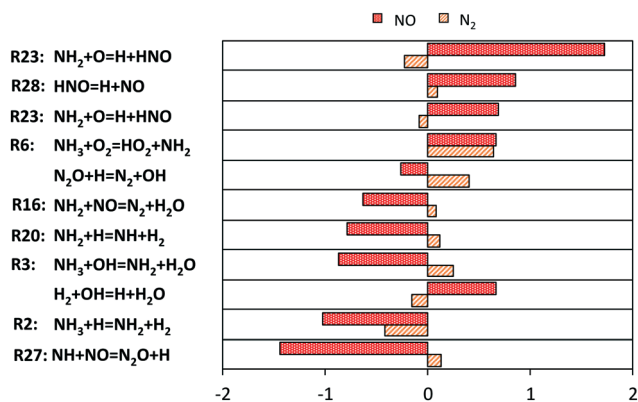 NO N₂
R23: NH₂+O=H+HNO
R28: HNO=H+NO
R23: NH₂+O=H+HNO
R6: NH₃+O₂=HO₂+NH₂
N₂O+H=N₂+OH
R16: NH₂+NO=N₂+H₂O
R20: NH₂+H=NH+H₂
R3: NH₃+OH=NH₂+H₂O
H₂+OH=H+H₂O
R2: NH₃+H=NH₂+H₂
R27: NH+NO=N₂O+H
-2 -1 0 1 2